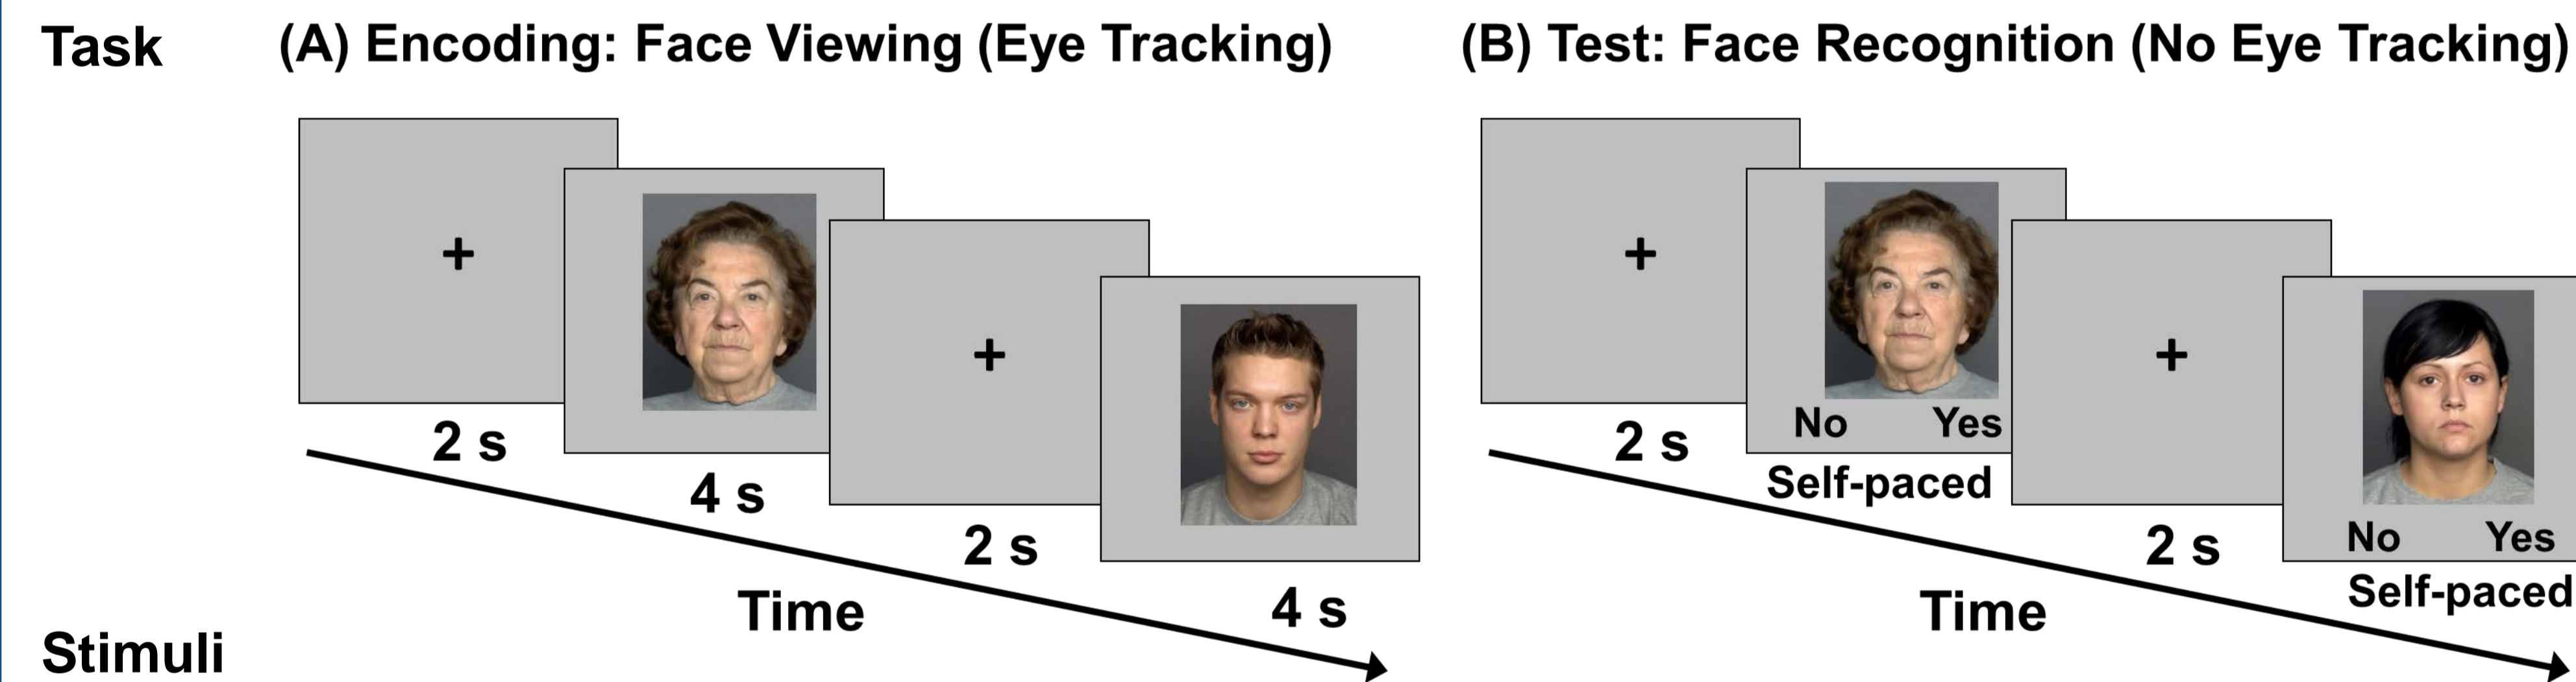 Task
(A) Encoding: Face Viewing (Eye Tracking)
2 s
4 s
2 s
4 s
Time
(B) Test: Face Recognition (No Eye Tracking)
2 s
No Yes
Self-paced
2 s
No Yes
Self-paced
Time
Stimuli